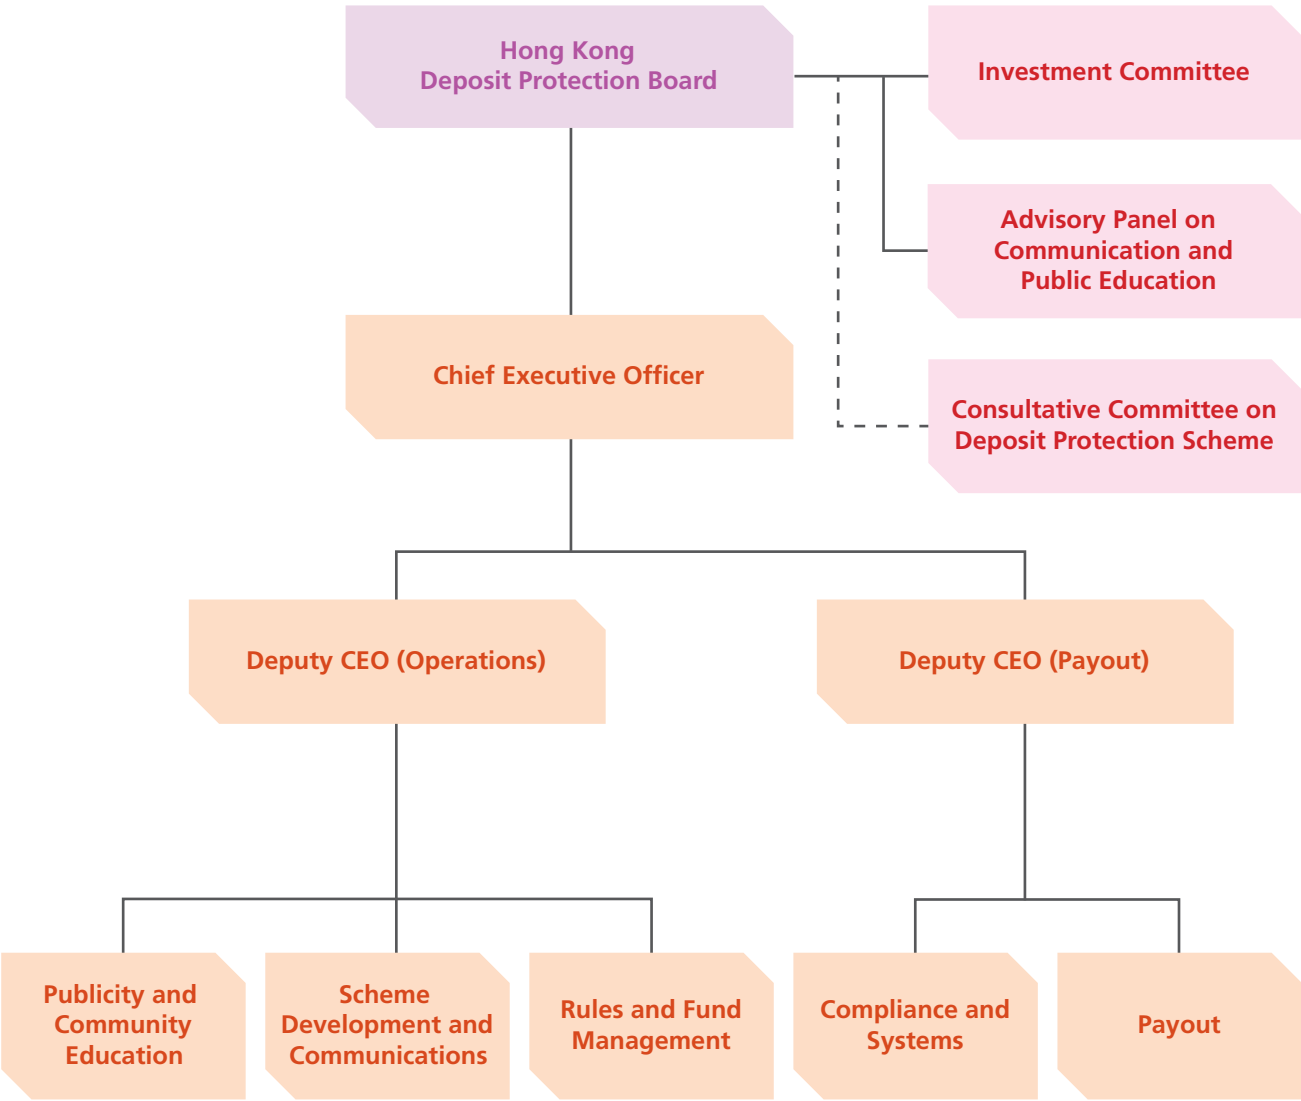 Hong Kong
Deposit Protection Board
Investment Committee
Advisory Panel on
Communication and
Public Education
Chief Executive Officer
Consultative Committee on
Deposit Protection Scheme
Deputy CEO (Operations)
Deputy CEO (Payout)
Publicity and
Community
Education
Scheme
Development and
Communications
Rules and Fund
Management
Compliance and
Systems
Payout